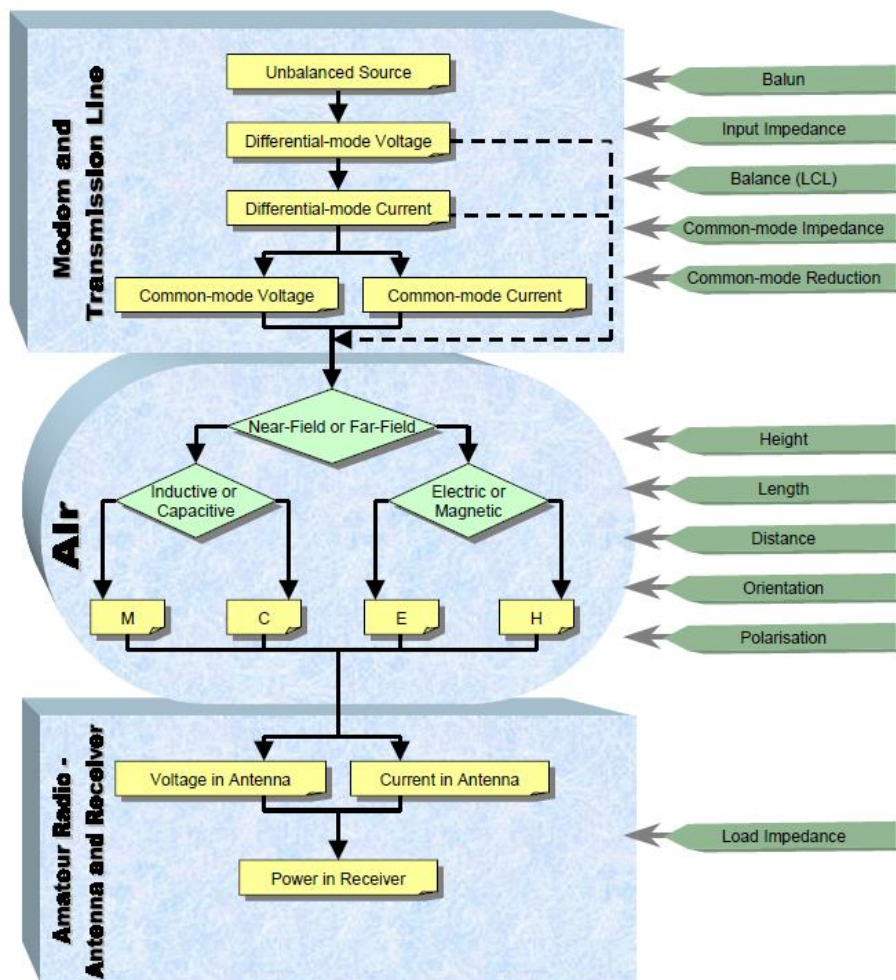 Modem and
Transmission Line
Unbalanced Source
Differential-mode Voltage
Differential-mode Current
Common-mode Voltage
Common-mode Current
Balun
Input Impedance
Balance (LCL)
Common-mode Impedance
Common-mode Reduction
Air
Near-Field or Far-Field
Inductive or
Capacitive
Electric or
Magnetic
M
C
E
H
Height
Length
Distance
Orientation
Polarisation
Amateur Radio -
Antenna and Receiver
Voltage in Antenna
Current in Antenna
Power in Receiver
Load Impedance